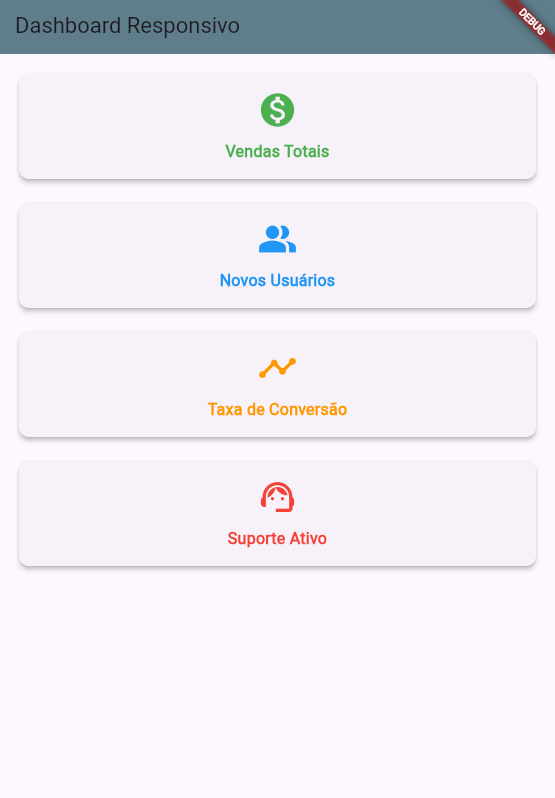 Dashboard Responsivo
DEBUG
Vendas Totais
Novos Usuários
Taxa de Conversão
Suporte Ativo